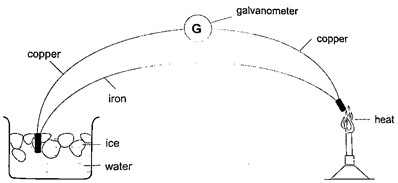 galvanometer
G
copper
copper
iron
heat
ice
water